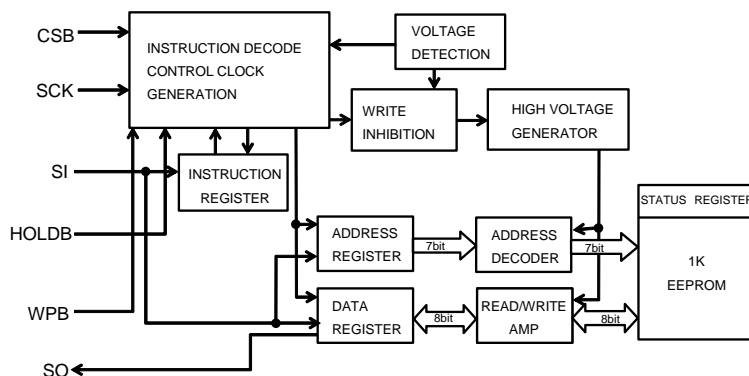 CSB
SCK
SI
HOLDB
WPB
SO
INSTRUCTION DECODE
CONTROL CLOCK
GENERATION
VOLTAGE
DETECTION
WRITE
INHIBITION
HIGH VOLTAGE
GENERATOR
INSTRUCTION
REGISTER
ADDRESS
REGISTER
7bit
ADDRESS
DECODER
7bit
STATUS REGISTER
1K
EEPROM
DATA
REGISTER
8bit
READ/WRITE
AMP
8bit